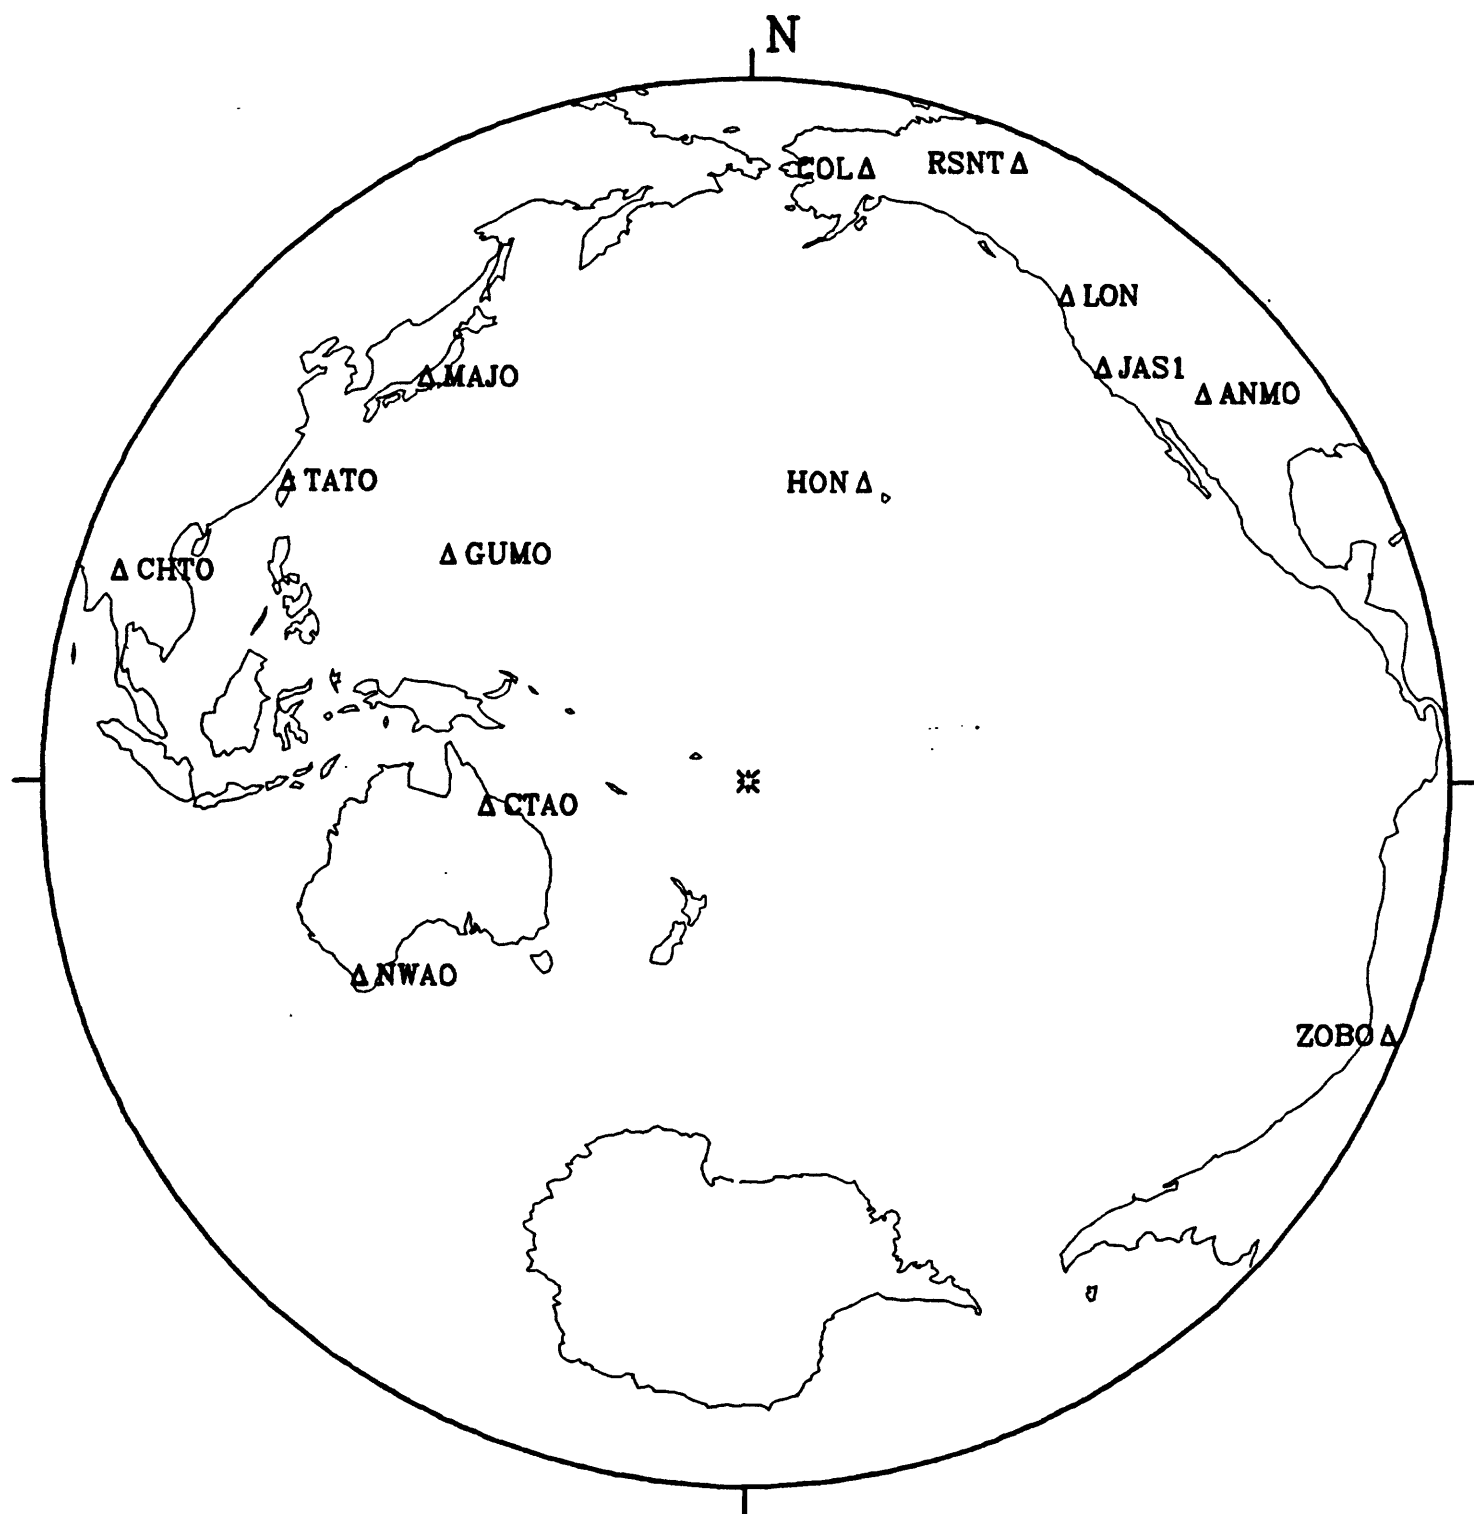 N
COL
RSNT
LON
MAJO
JAS1
ANMO
TATO
HON
GUMO
CHTO
CTAO
NWAO
ZOBO